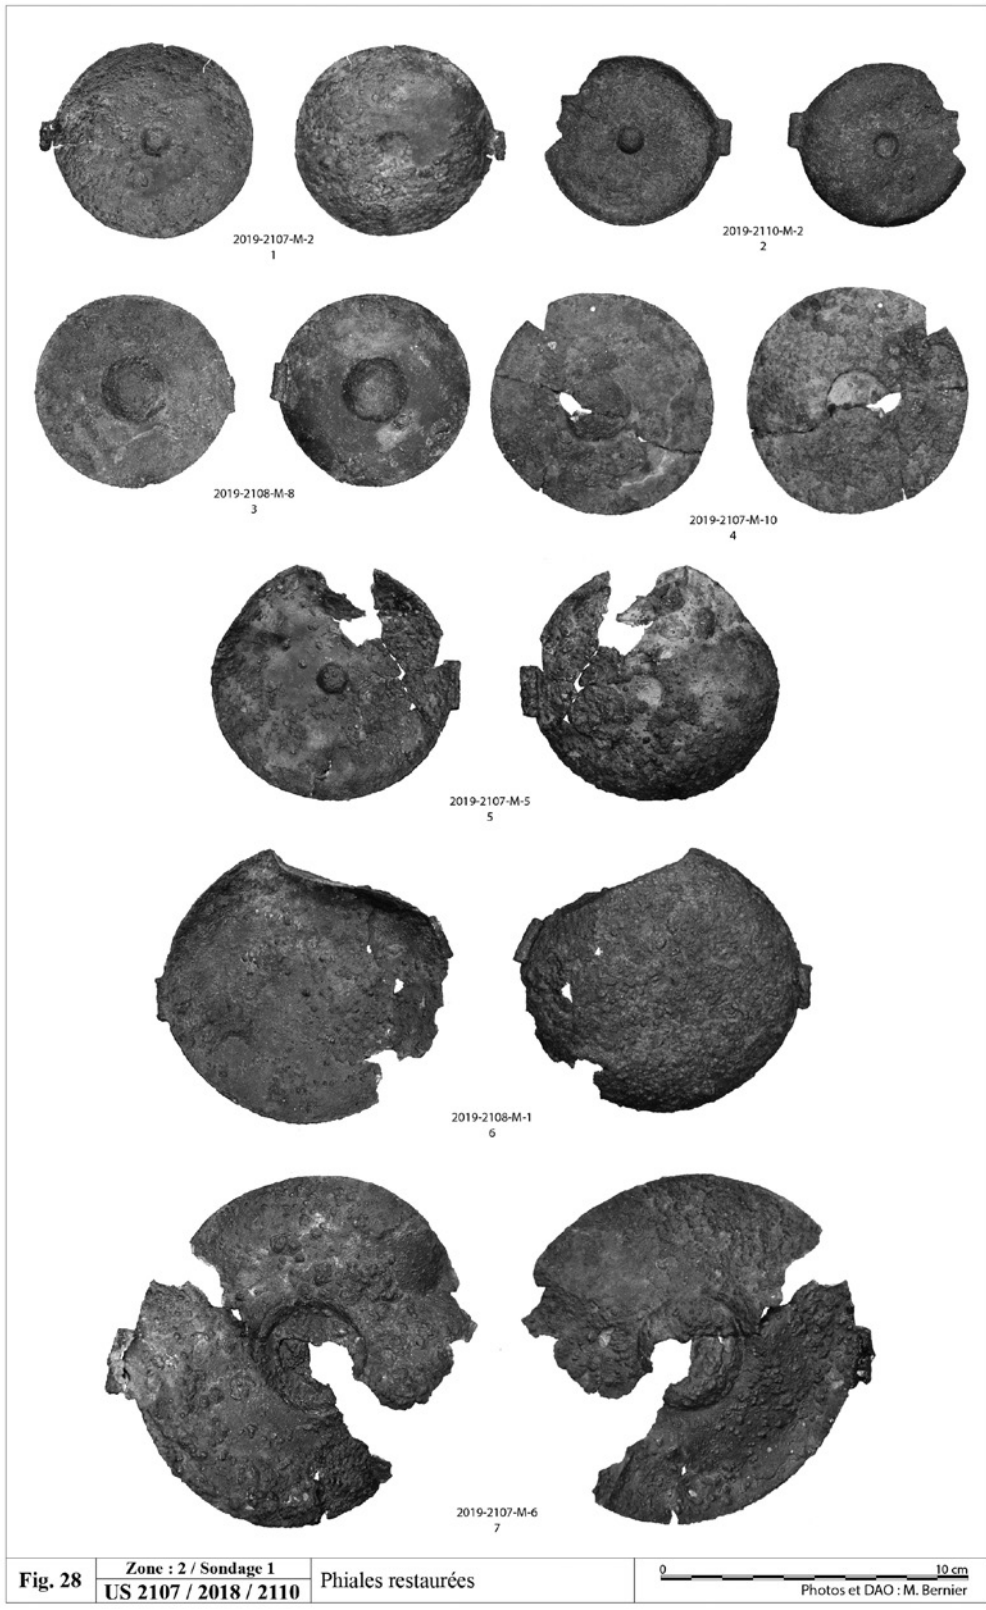 2019-2107-M-2
1
2019-2110-M-2
2
2019-2108-M-8
3
2019-2107-M-10
4
2019-2107-M-5
5
2019-2108-M-1
6
2019-2107-M-6
7
Fig. 28
Zone : 2 / Sondage 1
US 2107 / 2018 / 2110
Phiales restaurées
0 10 cm
Photos et DAO : M. Bernier